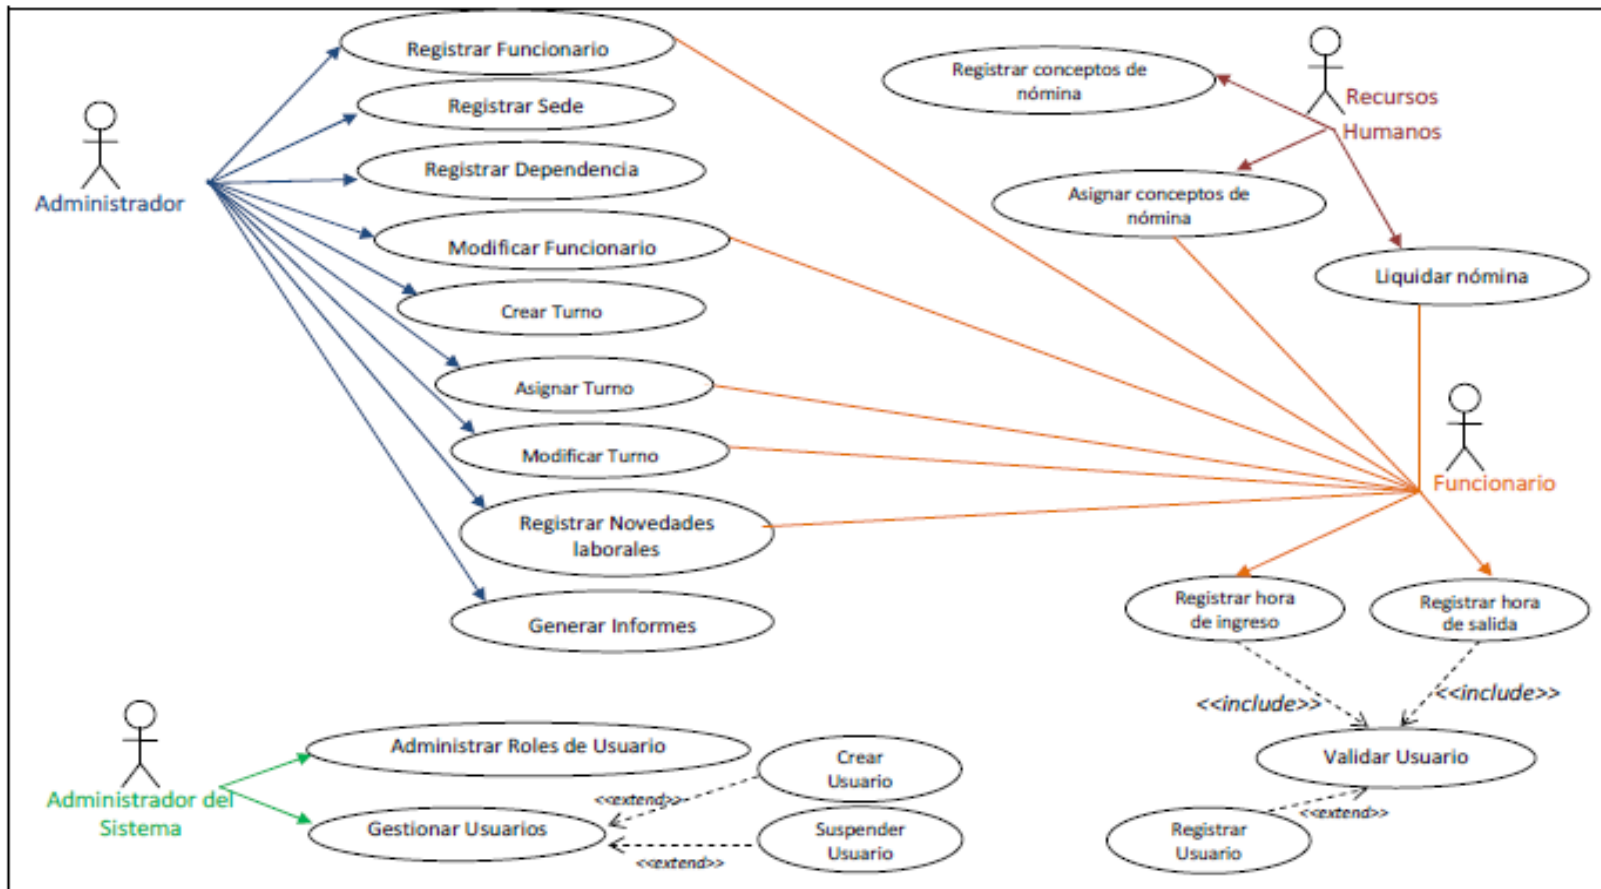 Registrar Funcionario
Registrar Sede
Registrar Dependencia
Administrador
Modificar Funcionario
Crear Turno
Asignar Turno
Modificar Turno
Registrar Novedades
laborales
Generar Informes
Registrar conceptos de
nómina
Recursos
Humanos
Asignar conceptos de
nómina
Liquidar nómina
Funcionario
Registrar hora
de ingreso
Registrar hora
de salida
<<include>>
<<include>>
Validar Usuario
<<extend>>
Registrar
Usuario
Administrador del
Sistema
Administrar Roles de Usuario
Gestionar Usuarios
Crear
Usuario
<<extend>>
Suspender
Usuario
<<extend>>